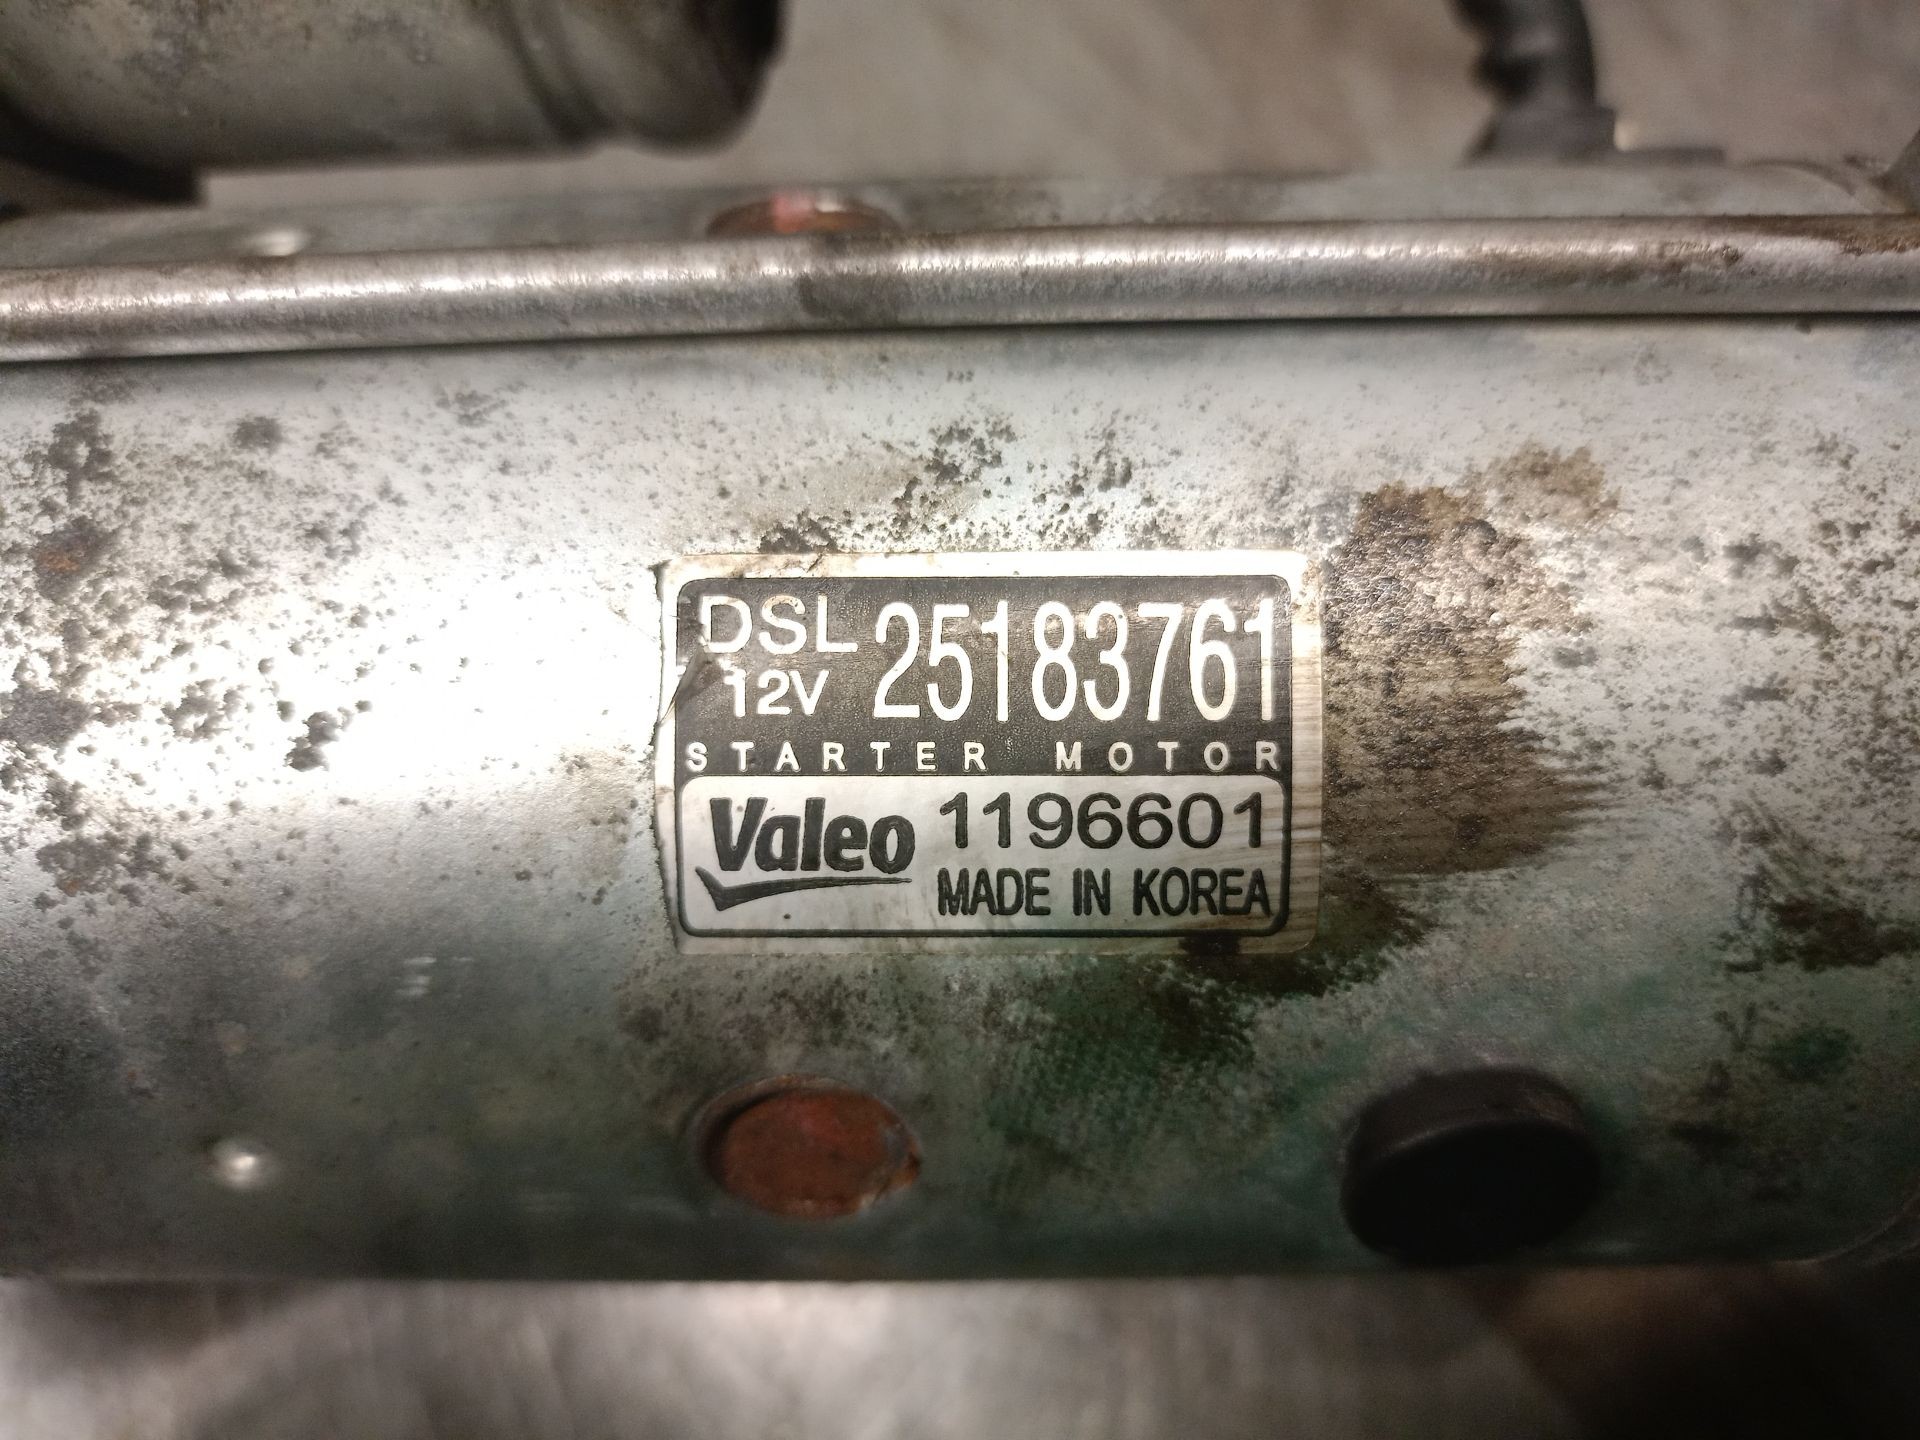 DSL 25183761
12V
STARTER MOTOR
Valeo 1196601
MADE IN KOREA